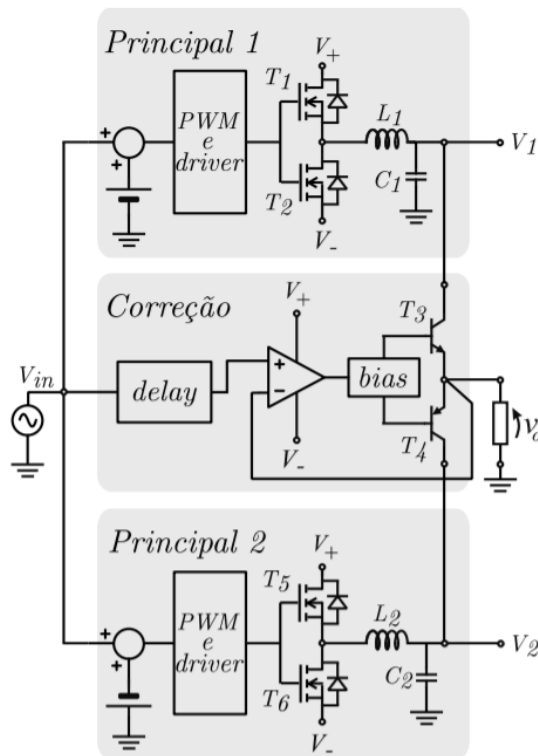 Principal 1
V+
T1
PWM
e
driver
L1
V1
C1
T2
V-
Correção
V+
T3
Vin
delay
bias
V-
T4
Principal 2
V+
T5
PWM
e
driver
L2
V2
C2
T6
V-